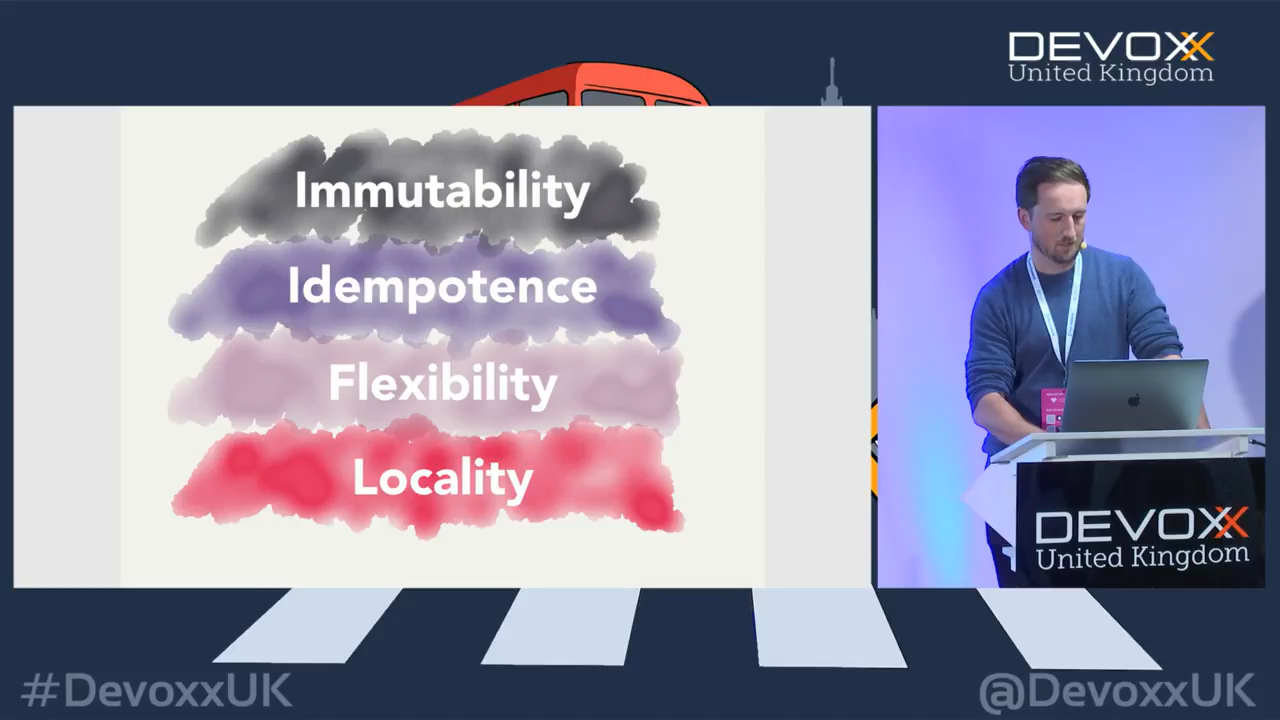 DEVOXX
United Kingdom
Immutability
Idempotence
Flexibility
Locality
DEVOXX
United Kingdom
#DevoxxUK
@DevoxxUK